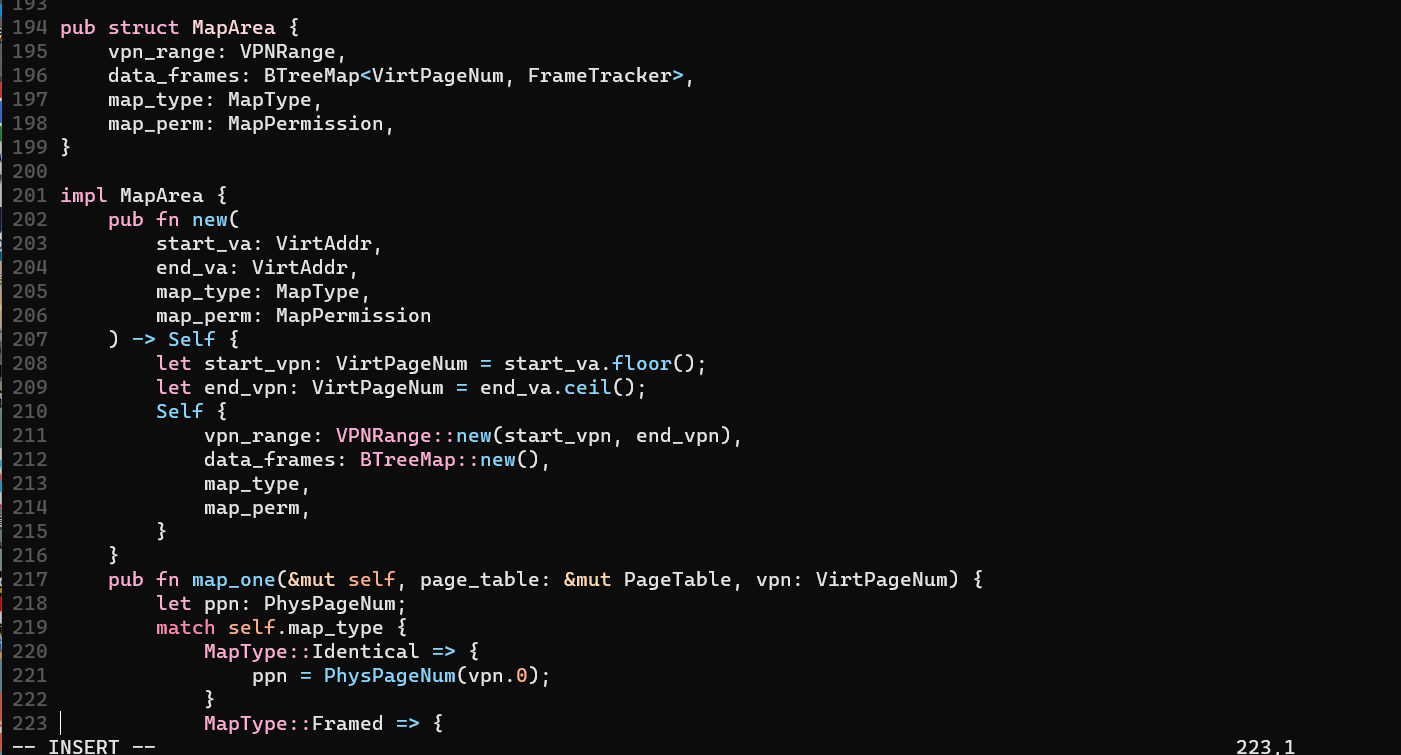 193
194 pub struct MapArea {
195     vpn_range: VPNRange,
196     data_frames: BTreeMap<VirtPageNum, FrameTracker>,
197     map_type: MapType,
198     map_perm: MapPermission,
199 }
200
201 impl MapArea {
202     pub fn new(
203         start_va: VirtAddr,
204         end_va: VirtAddr,
205         map_type: MapType,
206         map_perm: MapPermission
207     ) -> Self {
208         let start_vpn: VirtPageNum = start_va.floor();
209         let end_vpn: VirtPageNum = end_va.ceil();
210         Self {
211             vpn_range: VPNRange::new(start_vpn, end_vpn),
212             data_frames: BTreeMap::new(),
213             map_type,
214             map_perm,
215         }
216     }
217     pub fn map_one(&mut self, page_table: &mut PageTable, vpn: VirtPageNum) {
218         let ppn: PhysPageNum;
219         match self.map_type {
220             MapType::Identical => {
221                 ppn = PhysPageNum(vpn.0);
222             }
223             MapType::Framed => {
-- INSERT -- 223,1